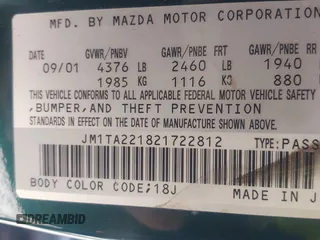 MFD. BY MAZDA MOTOR CORPORATION
GVWR/PNBV GAWR/PNBE FRT GAWR/PNBE RR
09/01 4376 LB 2460 LB 1940
1985 KG 1116 KG 880
THIS VEHICLE CONFORMS TO ALL APPLICABLE FEDERAL MOTOR VEHICLE SAFETY
,BUMPER,AND THEFT PREVENTION
STANDARDS IN EFFECT ON THE DATE OF MANUFACTURE SHOWN ABOVE.
JM1TA221821722812 TYPE:PASS
BODY COLOR CODE;18J MADE IN J
DREAMBID